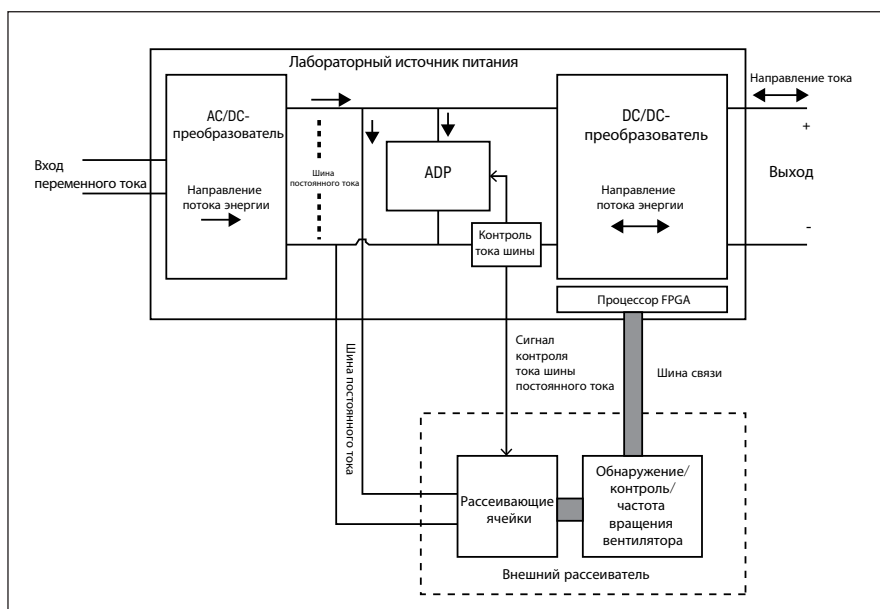 Лабораторный источник питания
Направление тока
AC/DC-
преобразователь
DC/DC-
преобразователь
+
Вход
переменного тока
Шина
постоянного тока
ADP
Выход
Направление
потока энергии
Направление
потока энергии
Контроль
тока шины
-
Процессор FPGA
Шина постоянного тока
Сигнал
контроля
тока шины
постоянного тока
Шина связи
Рассеивающие
ячейки
Обнаружение/
контроль/
частота
вращения
вентилятора
Внешний рассеиватель